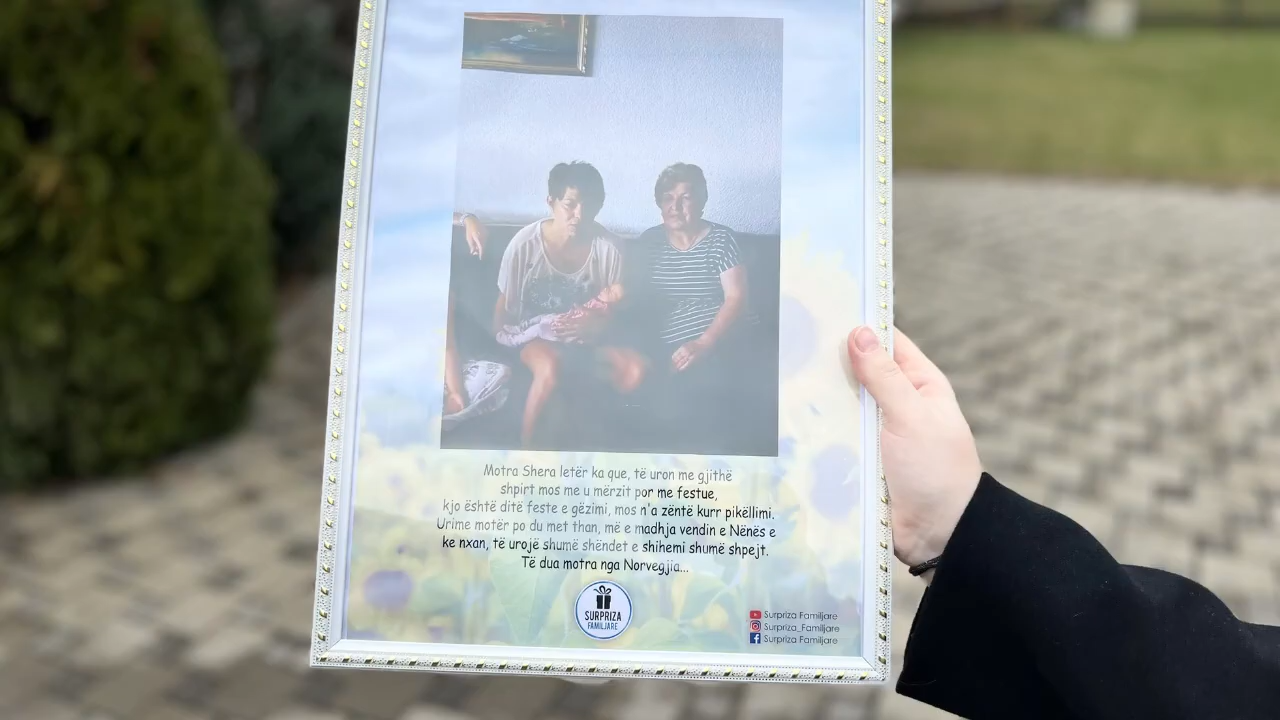 Motra Shera letër ka que, të uron me gjithë
shpirt mos me u mërzit por me festue,
kjo është ditë feste e gëzimi, mos n'a zëntë kurr pikëllimi.
Urime motër po du met than, më e madhja vendin e Nënës e
ke nxan, të urojë shumë shëndet e shihemi shumë shpejt.
Të dua motra nga Norvegjia...
SURPRIZA
FAMILJARE
Surpriza Familjare
Surpriza_Familjare
Surpriza Familjare